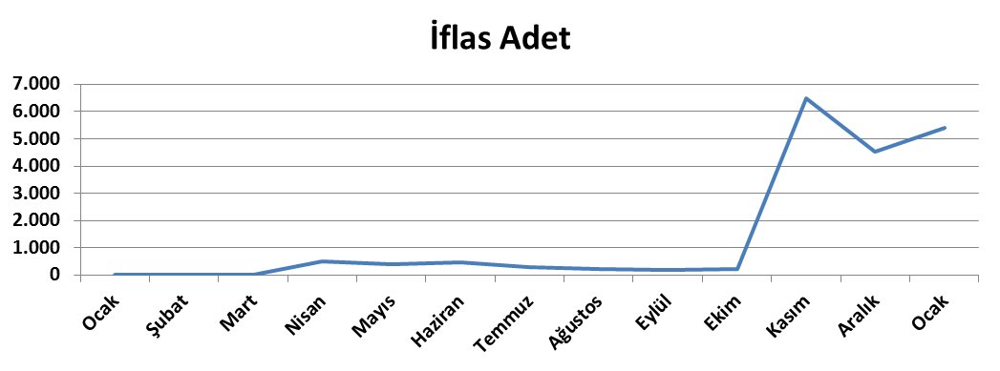 İflas Adet
7.000
6.000
5.000
4.000
3.000
2.000
1.000
0
Ocak
Şubat
Mart
Nisan
Mayıs
Haziran
Temmuz
Ağustos
Eylül
Ekim
Kasım
Aralık
Ocak